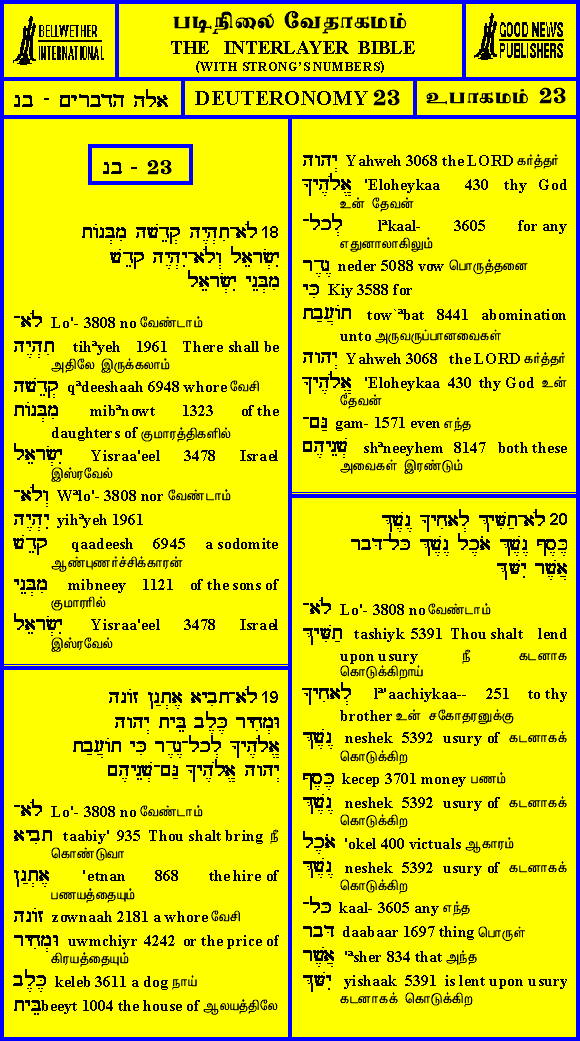 BELLWETHER
INTERNATIONAL
படிநிலை வேதாகமம்
THE INTERLAYER BIBLE
(WITH STRONG'S NUMBERS)
GOOD NEWS
PUBLISHERS
אלה הדברים - בנ
DEUTERONOMY 23
உபாகமம் 23
בנ - 23
18 לֹא־תִהְיֶה קְדֵשָׁה מִבְּנוֹת
יִשְׂרָאֵל וְלֹא־יִהְיֶה קָדֵשׁ
מִבְּנֵי יִשְׂרָאֵל
לֹא־ Lo'- 3808 no வேண்டாம்
תִהְיֶה tihªyeh 1961 There shall be
அதிலே இருக்கலாம்
קְדֵשָׁה qªdeeshaah 6948 whore வேசி
מִבְּנוֹת mibªnowt 1323 of the
daughters of குமாரத்திகளில்
יִשְׂרָאֵל Yisraa'eel 3478 Israel
இஸ்ரவேல்
וְלֹא־ Wªlo'- 3808 nor வேண்டாம்
יִהְיֶה yihªyeh 1961
קָדֵשׁ qaadeesh 6945 a sodomite
ஆண்புணர்ச்சிக்காரன்
מִבְּנֵי mibneey 1121 of the sons of
குமாரரில்
יִשְׂרָאֵל Yisraa'eel 3478 Israel
இஸ்ரவேல்
19 לֹא־תָבִיא אֶתְנַן זוֹנָה
וּמְחִיר כֶּלֶב בֵּית יְהוָה
אֱלֹהֶיךָ לְכָל־נֶדֶר כִּי תוֹעֲבַת
יְהוָה אֱלֹהֶיךָ גַּם־שְׁנֵיהֶם
לֹא־ Lo'- 3808 no வேண்டாம்
תָבִיא taabiy' 935 Thou shalt bring நீ
கொண்டுவா
אֶתְנַן 'etnan 868 the hire of
பணயத்தையும்
זוֹנָה zownaah 2181 a whore வேசி
וּמְחִיר uwmchiyr 4242 or the price of
கிரயத்தையும்
כֶּלֶב keleb 3611 a dog நாய்
בֵּית beeyt 1004 the house of ஆலயத்திலே
יְהוָה Yahweh 3068 the LORD கர்த்தர்
אֱלֹהֶיךָ 'Eloheykaa 430 thy God
உன் தேவன்
לְכָל־ lªkaal- 3605 for any
எதுனாலாகிலும்
נֶדֶר neder 5088 vow பொருத்தனை
כִּי Kiy 3588 for
תוֹעֲבַת tow`ªbat 8441 abomination
unto அருவருப்பானவைகள்
יְהוָה Yahweh 3068 the LORD கர்த்தர்
אֱלֹהֶיךָ 'Eloheykaa 430 thy God உன்
தேவன்
גַּם־ gam- 1571 even எந்த
שְׁנֵיהֶם shªneeyhem 8147 both these
அவைகள் இரண்டும்
20 לֹא־תַשִּׁיךְ לְאָחִיךָ נֶשֶׁךְ
כֶּסֶף נֶשֶׁךְ אֹכֶל נֶשֶׁךְ כָּל־דָּבָר
אֲשֶׁר יִשָּׁךְ
לֹא־ Lo'- 3808 no வேண்டாம்
תַשִּׁיךְ tashiyk 5391 Thou shalt lend
upon usury நீ கடனாக
கொடுக்கிறாய்
לְאָחִיךָ lª'aachiykaa-- 251 to thy
brother உன் சகோதரனுக்கு
נֶשֶׁךְ neshek 5392 usury of கடனாகக்
கொடுக்கிற
כֶּסֶף kecep 3701 money பணம்
נֶשֶׁךְ neshek 5392 usury of கடனாகக்
கொடுக்கிற
אֹכֶל 'okel 400 victuals ஆகாரம்
נֶשֶׁךְ neshek 5392 usury of கடனாகக்
கொடுக்கிற
כָּל־ kaal- 3605 any எந்த
דָּבָר daabaar 1697 thing பொருள்
אֲשֶׁר 'ªsher 834 that அந்த
יִשָּׁךְ yishaak 5391 is lent upon usury
கடனாகக் கொடுக்கிற